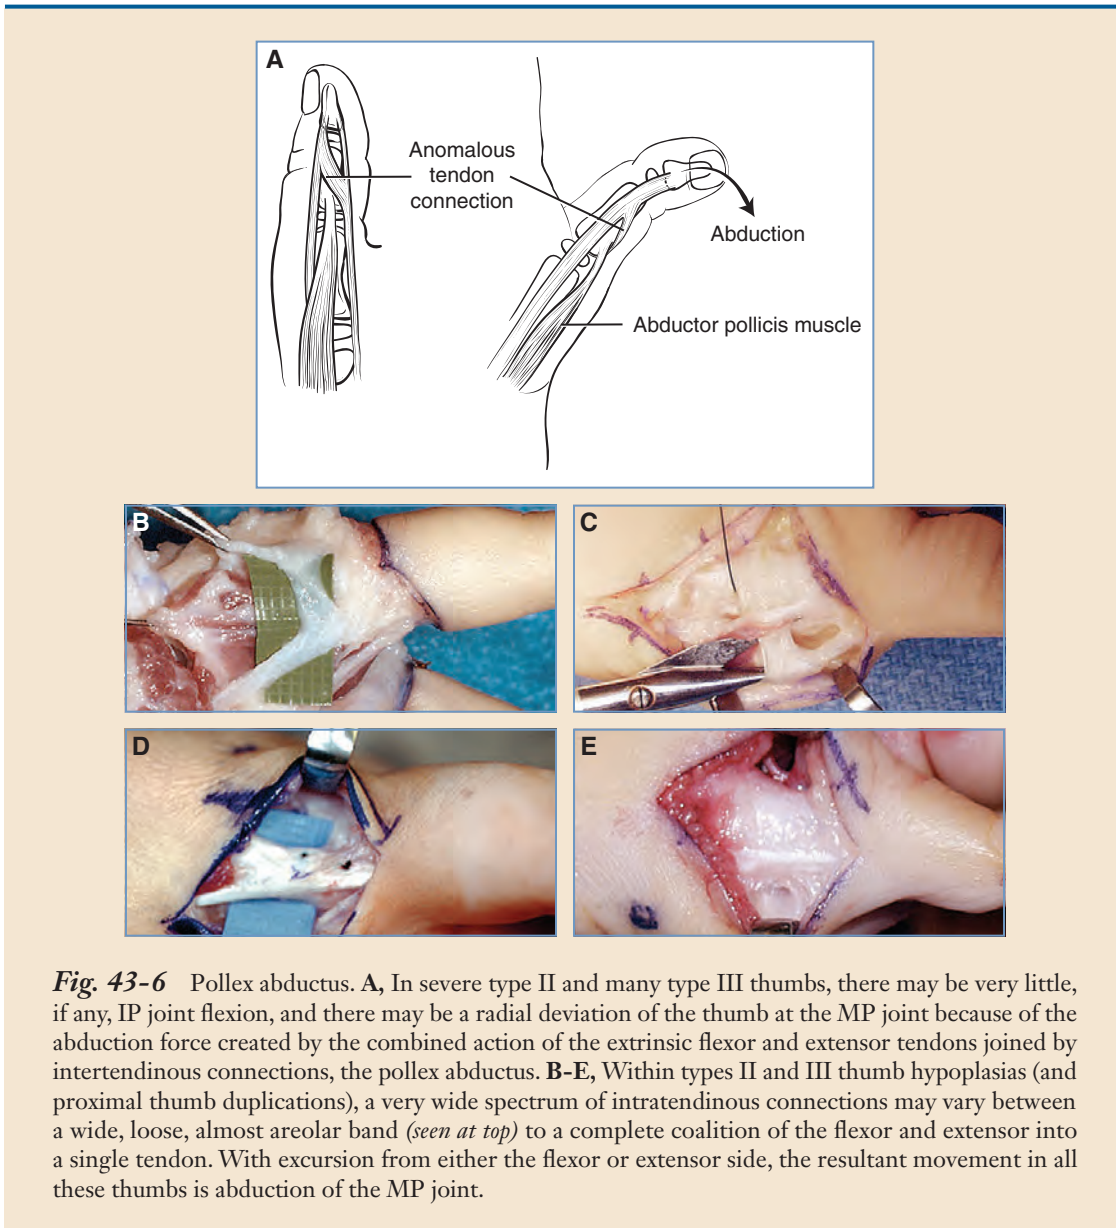 A
Anomalous
tendon
connection
Abduction
Abductor pollicis muscle
B
C
D
E
Fig. 43-6 Pollex abductus. A, In severe type II and many type III thumbs, there may be very little,
if any, IP joint flexion, and there may be a radial deviation of the thumb at the MP joint because of the
abduction force created by the combined action of the extrinsic flexor and extensor tendons joined by
intertendinous connections, the pollex abductus. B-E, Within types II and III thumb hypoplasias (and
proximal thumb duplications), a very wide spectrum of intratendinous connections may vary between
a wide, loose, almost areolar band (seen at top) to a complete coalition of the flexor and extensor into
a single tendon. With excursion from either the flexor or extensor side, the resultant movement in all
these thumbs is abduction of the MP joint.